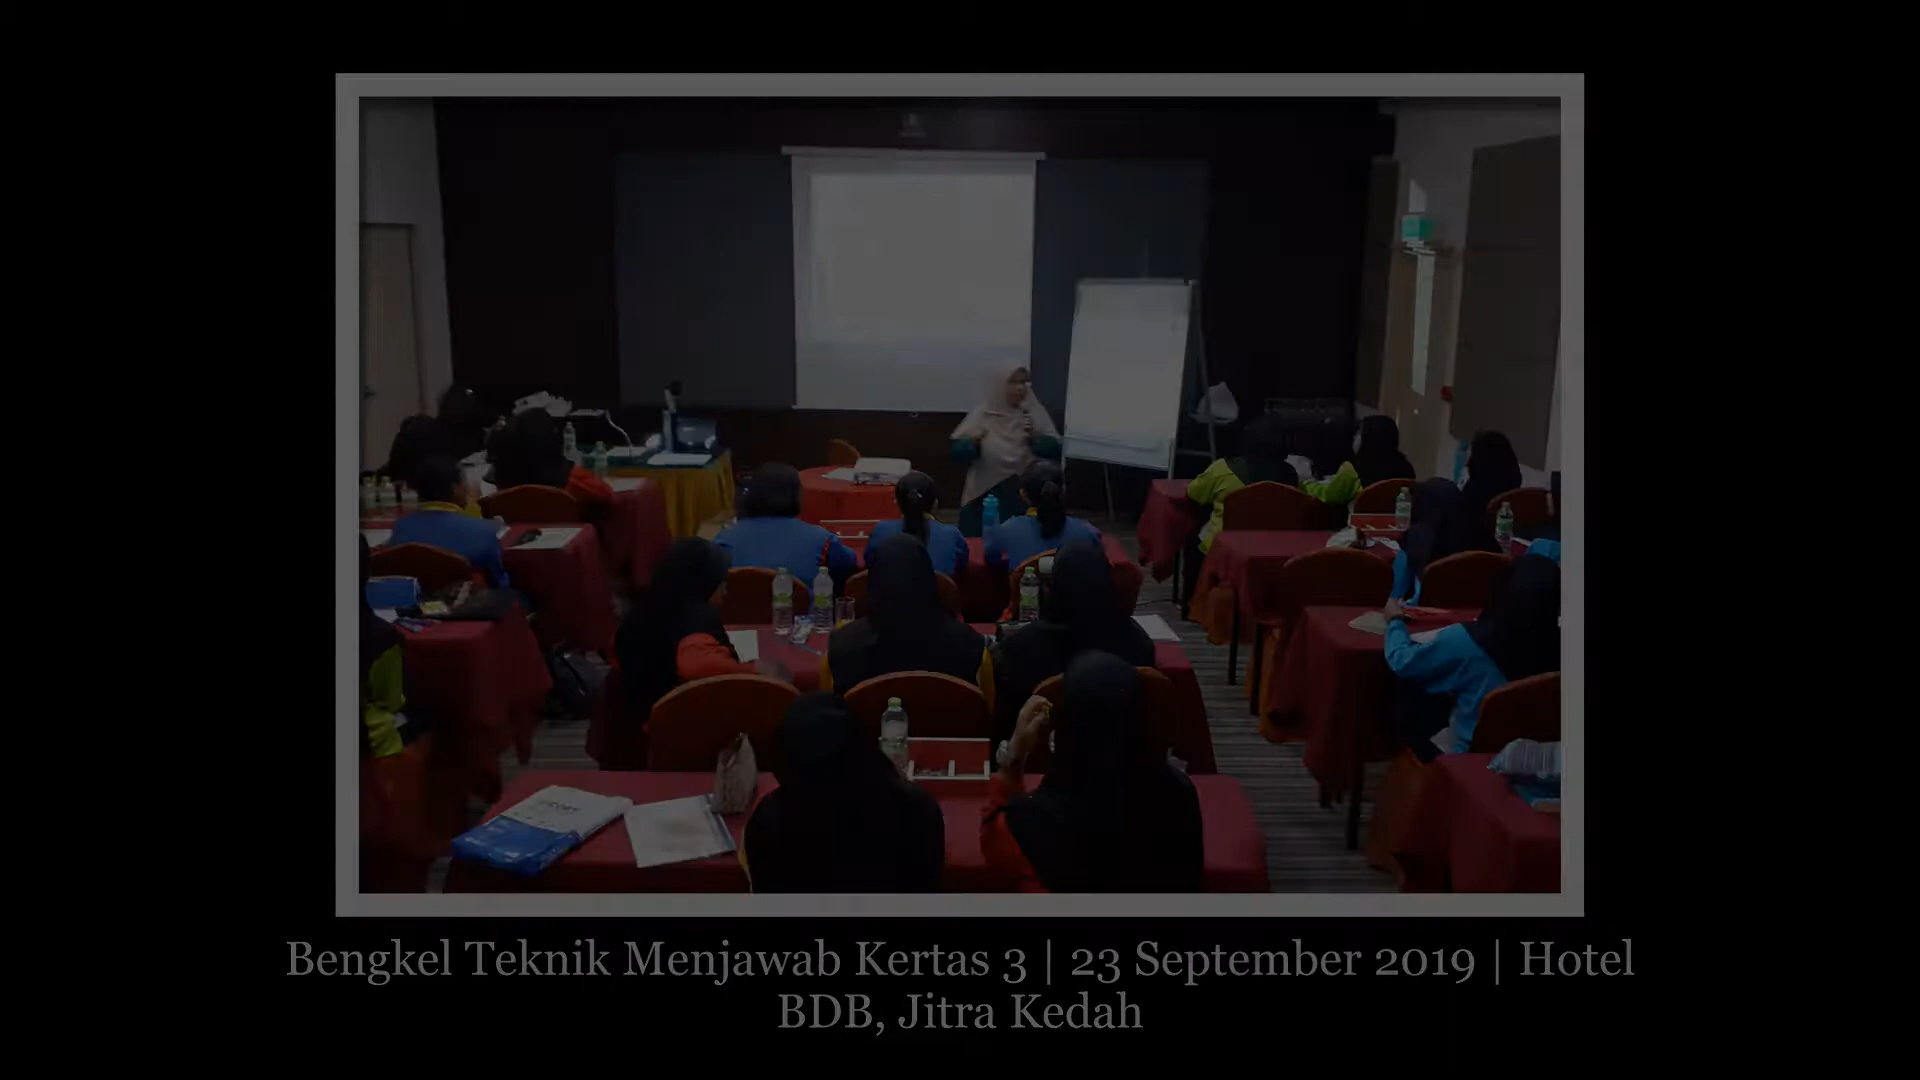 Bengkel Teknik Menjawab Kertas 3 | 23 September 2019 | Hotel
BDB, Jitra Kedah